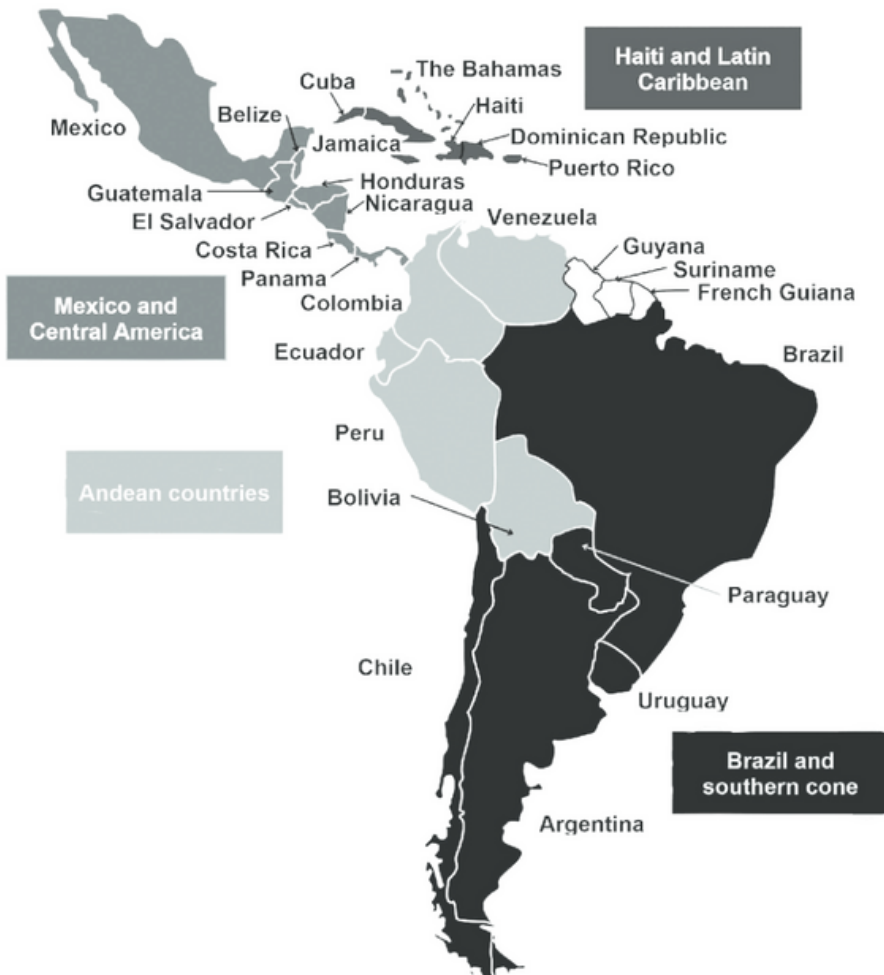 Haiti and Latin
Caribbean
The Bahamas
Cuba
Haiti
Mexico
Belize
Jamaica
Dominican Republic
Puerto Rico
Guatemala
Honduras
Nicaragua
El Salvador
Venezuela
Costa Rica
Guyana
Panama
Suriname
Colombia
French Guiana
Mexico and
Central America
Ecuador
Brazil
Peru
Andean countries
Bolivia
Paraguay
Chile
Uruguay
Brazil and
southern cone
Argentina